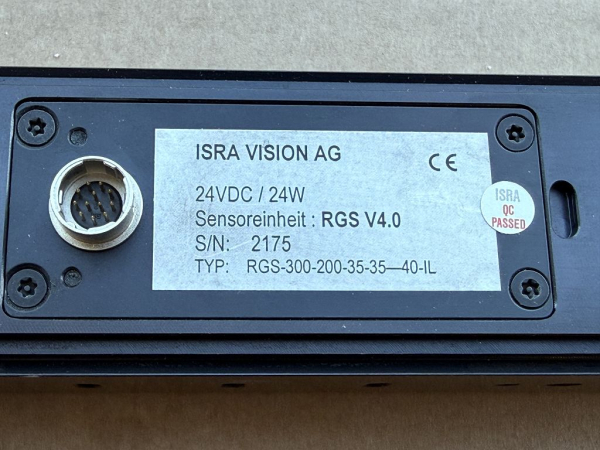 ISRA VISION AG
CE
24VDC / 24W
Sensoreinheit : RGS V4.0
S/N: 2175
TYP: RGS-300-200-35-35—40-IL
ISRA
QC
PASSED